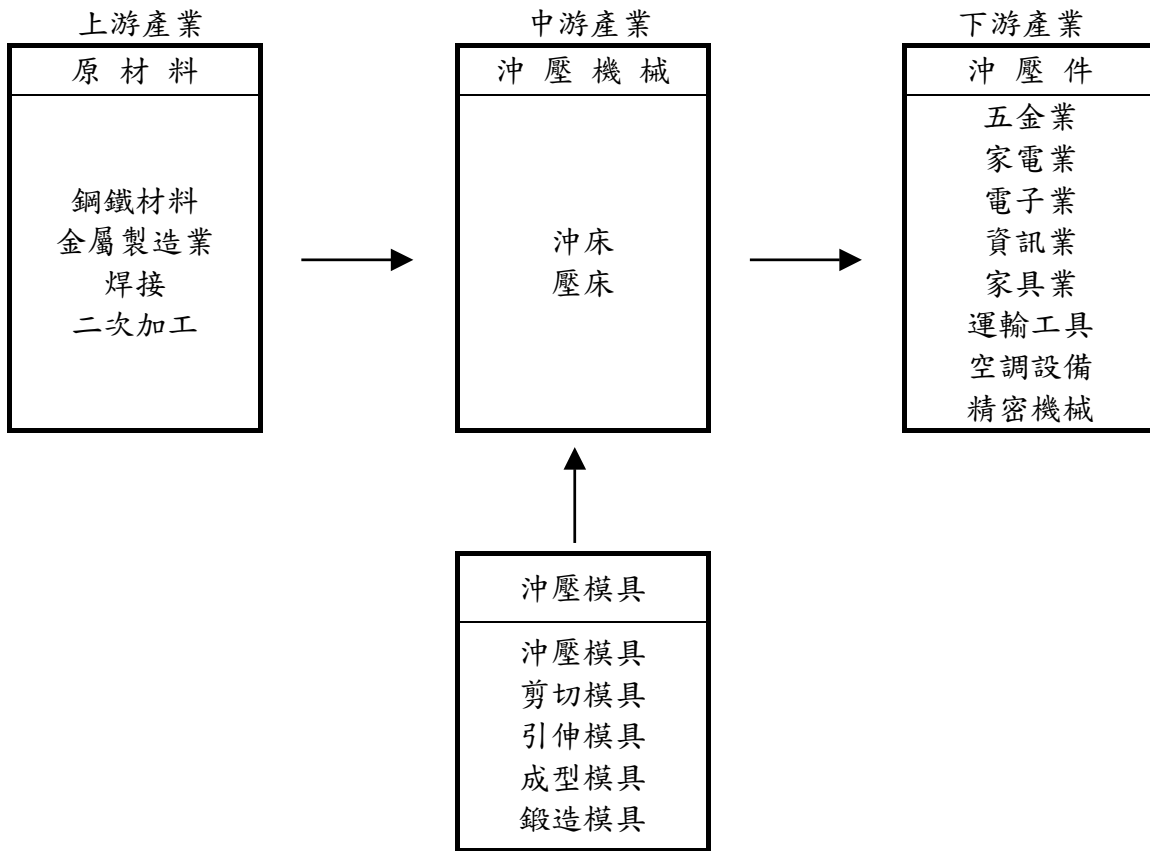 上游產業
原材料
鋼鐵材料
金屬製造業
焊接
二次加工
中游產業
沖壓機械
沖床
壓床
下游產業
沖壓件
五金業
家電業
電子業
資訊業
家具業
運輸工具
空調設備
精密機械
沖壓模具
沖壓模具
剪切模具
引伸模具
成型模具
鍛造模具